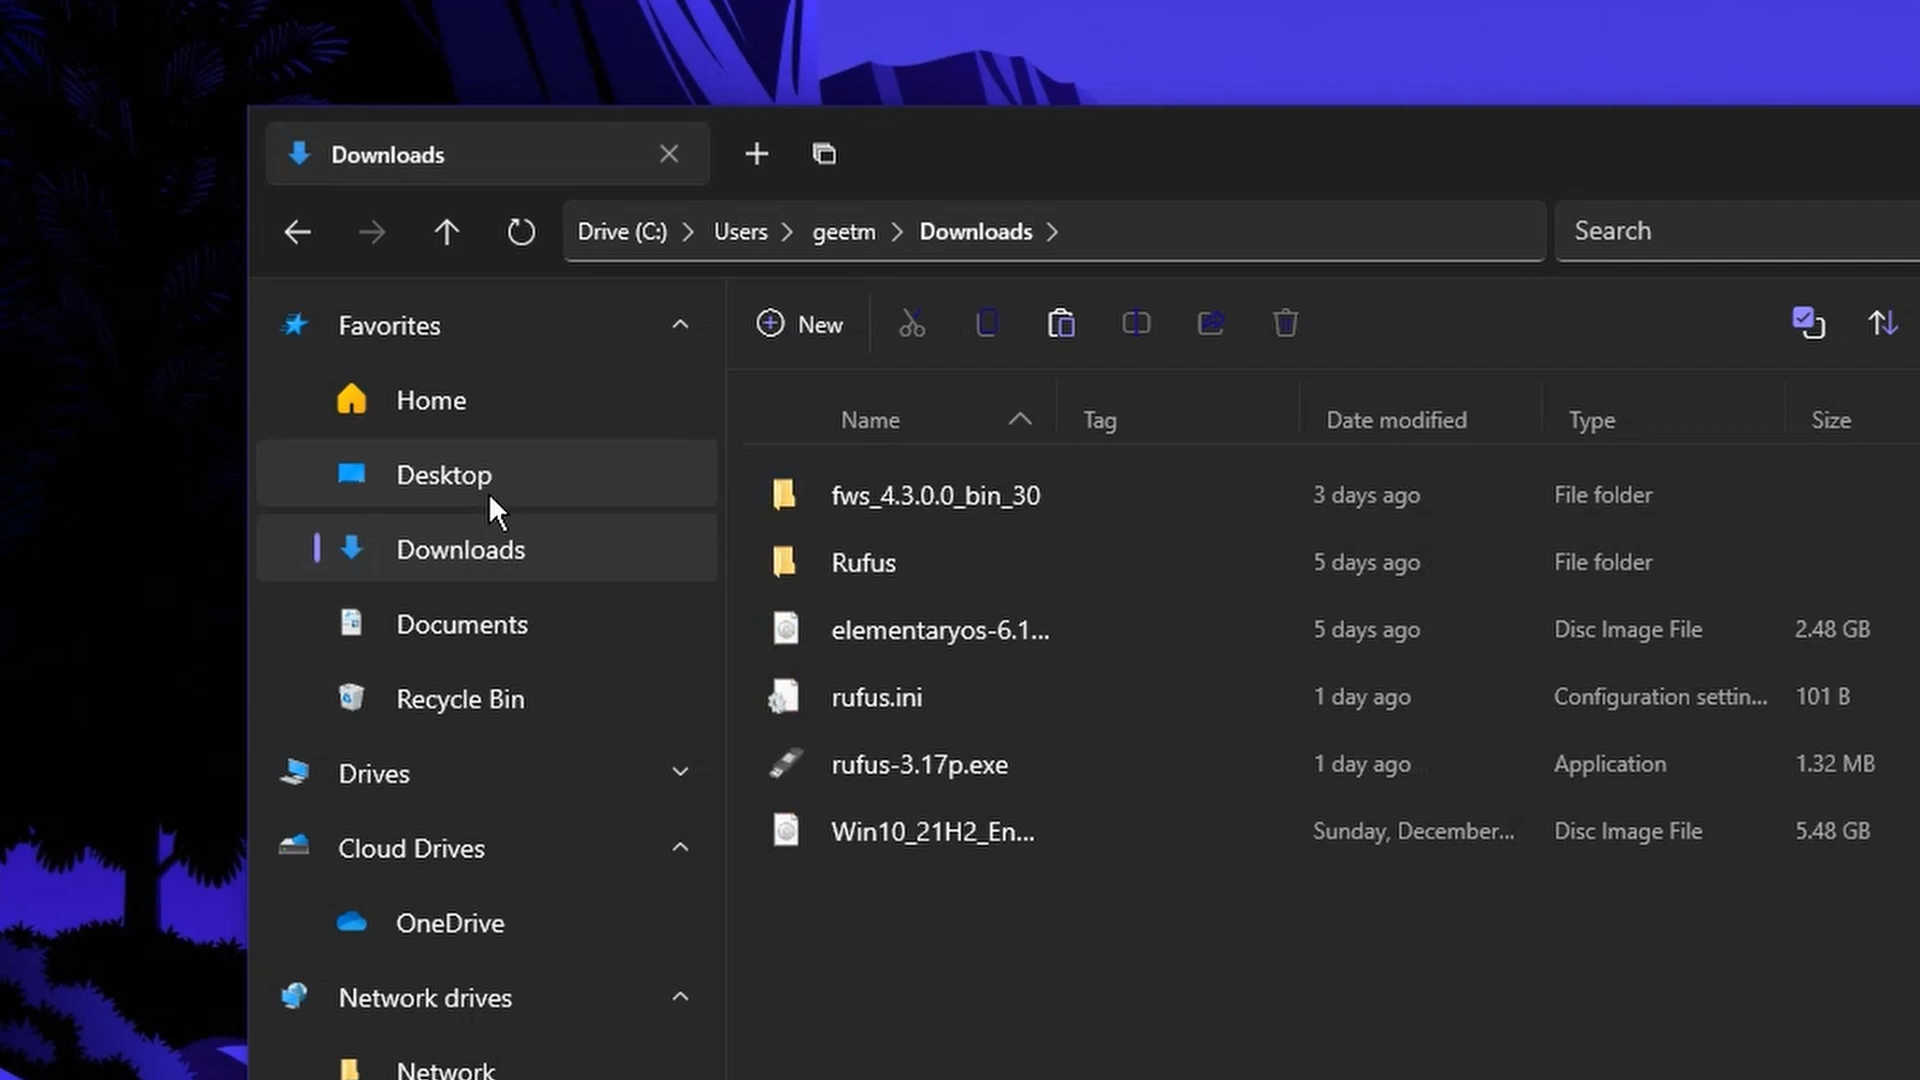 Downloads
Drive (C:) Users geetm Downloads
Search
Favorites
Home
Desktop
Downloads
Documents
Recycle Bin
Drives
Cloud Drives
OneDrive
Network drives
Network
New
Name Tag Date modified Type Size
fws_4.3.0.0_bin_30 3 days ago File folder
Rufus 5 days ago File folder
elementaryos-6.1... 5 days ago Disc Image File 2.48 GB
rufus.ini 1 day ago Configuration settin... 101 B
rufus-3.17p.exe 1 day ago Application 1.32 MB
Win10_21H2_En... Sunday, December... Disc Image File 5.48 GB